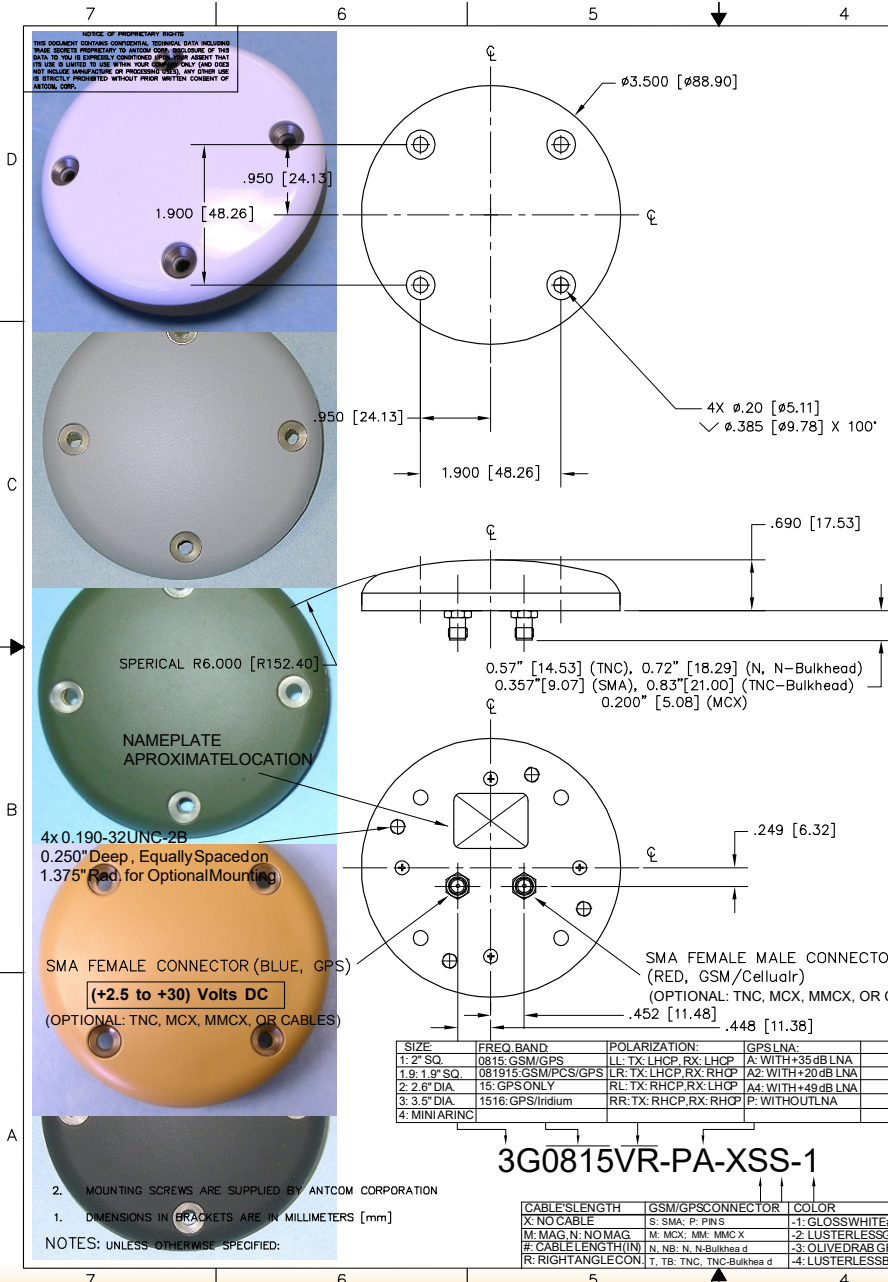 7 6 5 4
NOTICE OF PROPRIETARY RIGHTS
THIS DOCUMENT CONTAINS CONFIDENTIAL TECHNICAL DATA INCLUDING
TRADE SECRETS PROPRIETARY TO ANTCOM CORP. DISCLOSURE OF THIS
DATA TO YOU IS EXPRESSLY CONDITIONED UPON YOUR ASSENT THAT
ITS USE IS LIMITED TO USE WITHIN YOUR COMPANY ONLY (AND DOES
NOT INCLUDE MANUFACTURE OR PROCESSING USES). ANY OTHER USE
IS STRICTLY PROHIBITED WITHOUT PRIOR WRITTEN CONSENT OF
ANTCOM, CORP.
℄
ø3.500 [ø88.90]
D
.950 [24.13]
1.900 [48.26]
℄
.950 [24.13]
4X ø.20 [ø5.11]
ø.385 [ø9.78] X 100°
1.900 [48.26]
C
℄
.690 [17.53]
SPERICAL R6.000 [R152.40]
0.57" [14.53] (TNC), 0.72" [18.29] (N, N-Bulkhead)
0.357"[9.07] (SMA), 0.83"[21.00] (TNC-Bulkhead)
0.200" [5.08] (MCX)
℄
NAMEPLATE
APROXIMATE LOCATION
B
4x 0.190-32UNC-2B
0.250" Deep , Equally Spaced on
1.375" Rad. for Optional Mounting
.249 [6.32]
℄
SMA FEMALE CONNECTOR (BLUE, GPS)
(+2.5 to +30) Volts DC
(OPTIONAL: TNC, MCX, MMCX, OR CABLES)
SMA FEMALE MALE CONNECTO
(RED, GSM/Cellualr)
(OPTIONAL: TNC, MCX, MMCX, OR C
.452 [11.48]
.448 [11.38]
SIZE: FREQ.BAND: POLARIZATION: GPS LNA:
1: 2" SQ. 0815: GSM/GPS LL: TX: LHCP, RX: LHCP A: WITH +35 dB LNA
1.9: 1.9" SQ. 081915: GSM/PCS/GPS LR: TX: LHCP, RX: RHCP A2: WITH +20 dB LNA
2: 2.6" DIA. 15: GPS ONLY RL: TX: RHCP, RX: LHCP A4: WITH +49 dB LNA
3: 3.5" DIA. 1516: GPS/Iridium RR: TX: RHCP, RX: RHCP P: WITHOUT LNA
4: MINI ARINC
A
3G0815VR-PA-XSS-1
2. MOUNTING SCREWS ARE SUPPLIED BY ANTCOM CORPORATION
1. DIMENSIONS IN BRACKETS ARE IN MILLIMETERS [mm]
NOTES: UNLESS OTHERWISE SPECIFIED:
CABLE'S LENGTH GSM/GPS CONNECTOR COLOR
X: NO CABLE S: SMA; P: PINS -1: GLOSS WHITE
M: MAG, N: NO MAG. M: MCX; MM: MMCX -2: LUSTERLESS G
#: CABLE LENGTH (IN) N, NB: N, N-Bulkhead -3: OLIVE DRAB G
R: RIGHT ANGLE CON. T, TB: TNC, TNC-Bulkhead -4: LUSTERLESS B
7 6 5 4